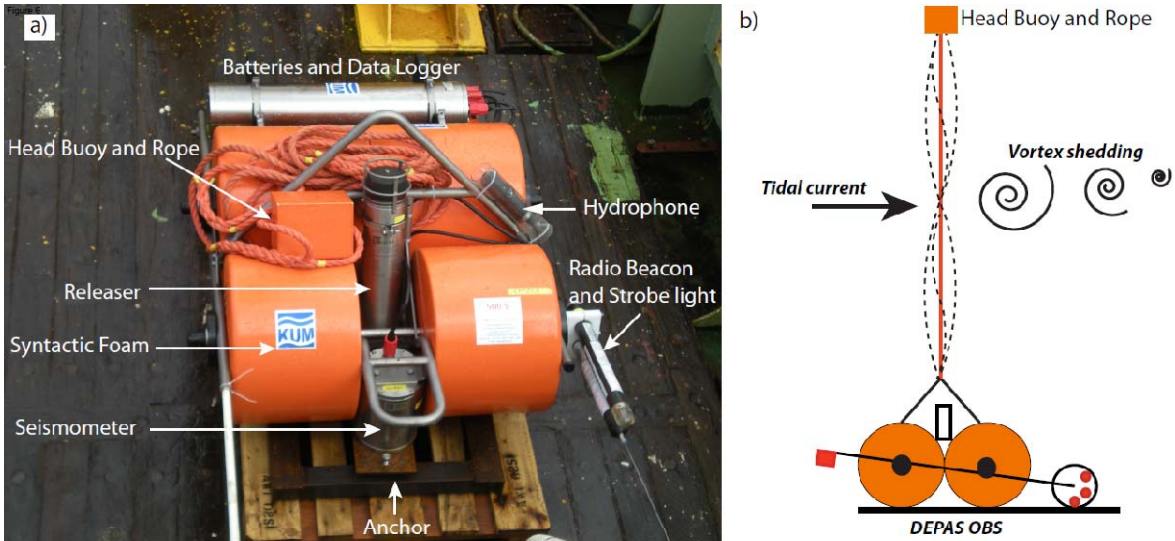 Figure 6
a)
Batteries and Data Logger
Head Buoy and Rope
Hydrophone
Releaser
Radio Beacon
and Strobe light
Syntactic Foam
KUM
Seismometer
Anchor
b)
Head Buoy and Rope
Vortex shedding
Tidal current
DEPAS OBS